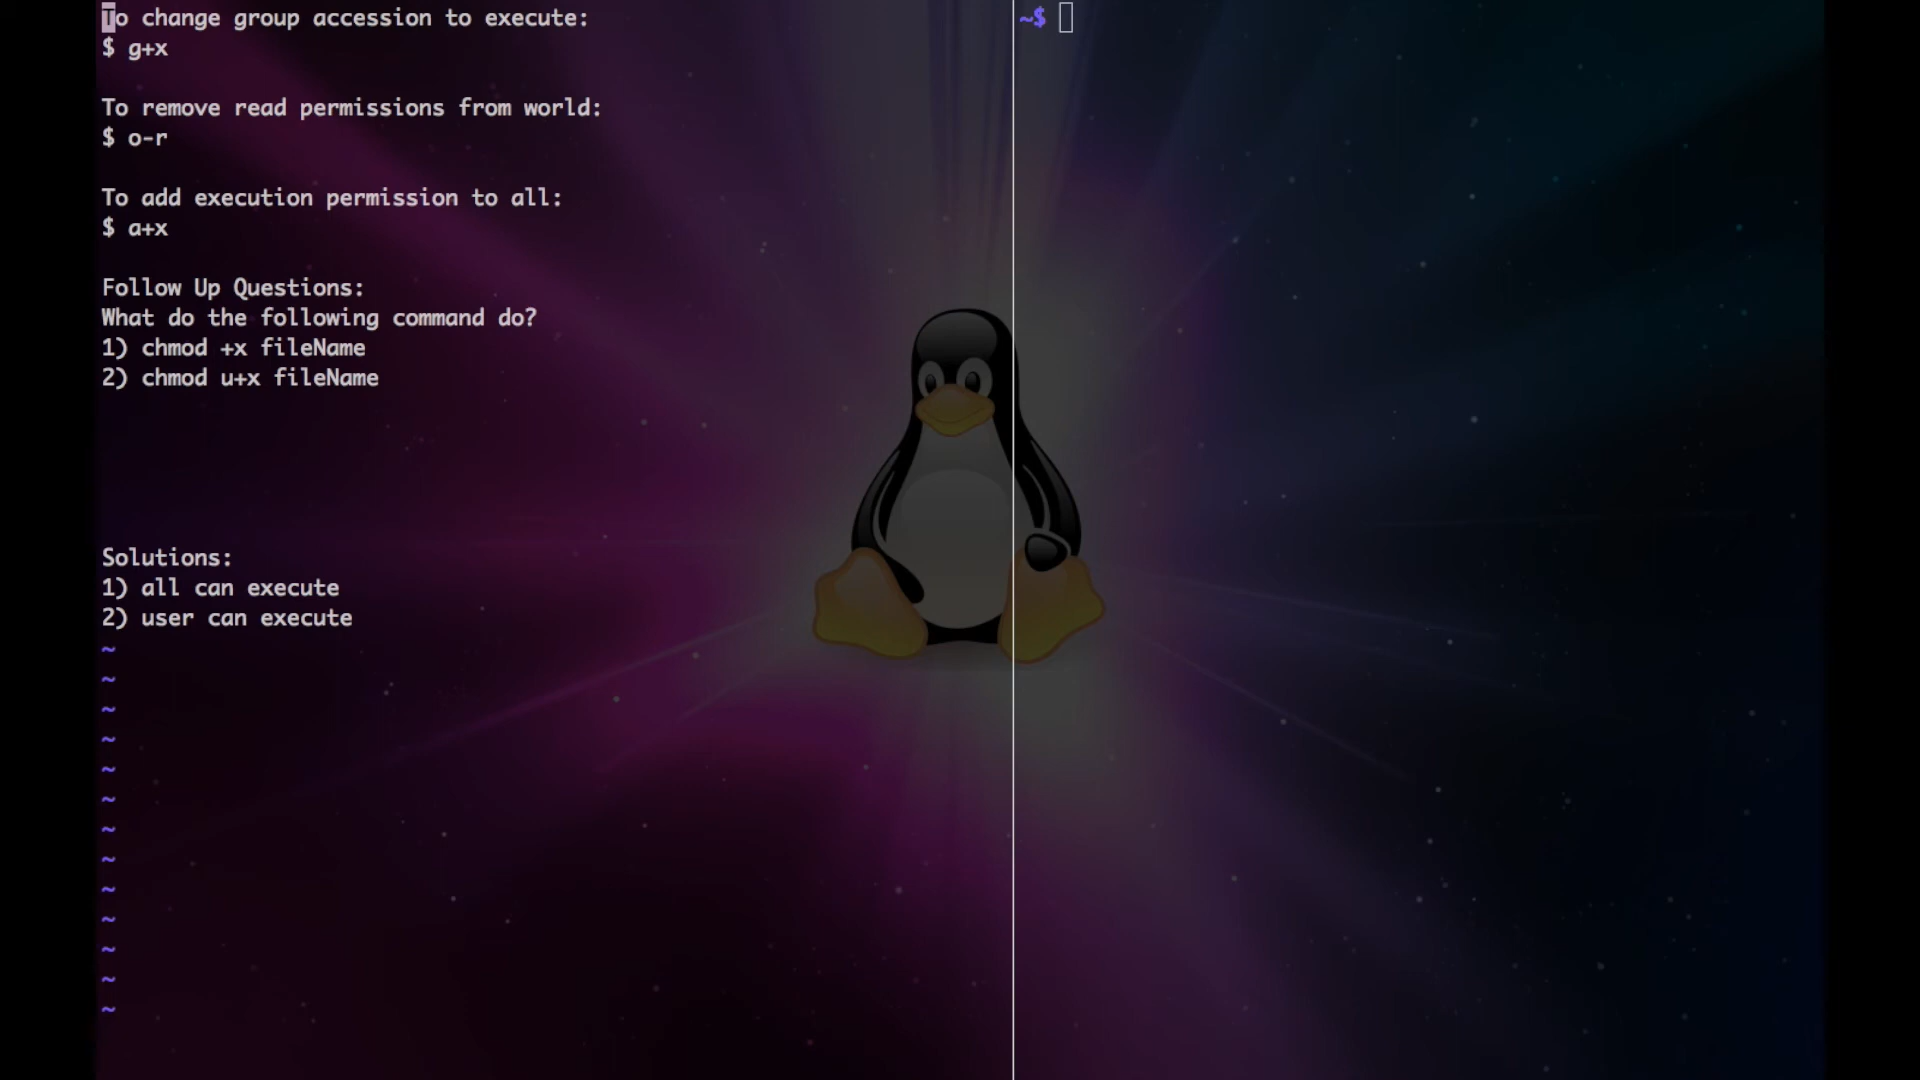 To change group accession to execute:
$ g+x
To remove read permissions from world:
$ o-r
To add execution permission to all:
$ a+x
Follow Up Questions:
What do the following command do?
1) chmod +x fileName
2) chmod u+x fileName
Solutions:
1) all can execute
2) user can execute
~
~
~
~
~
~
~
~
~
~
~
~
~
~$